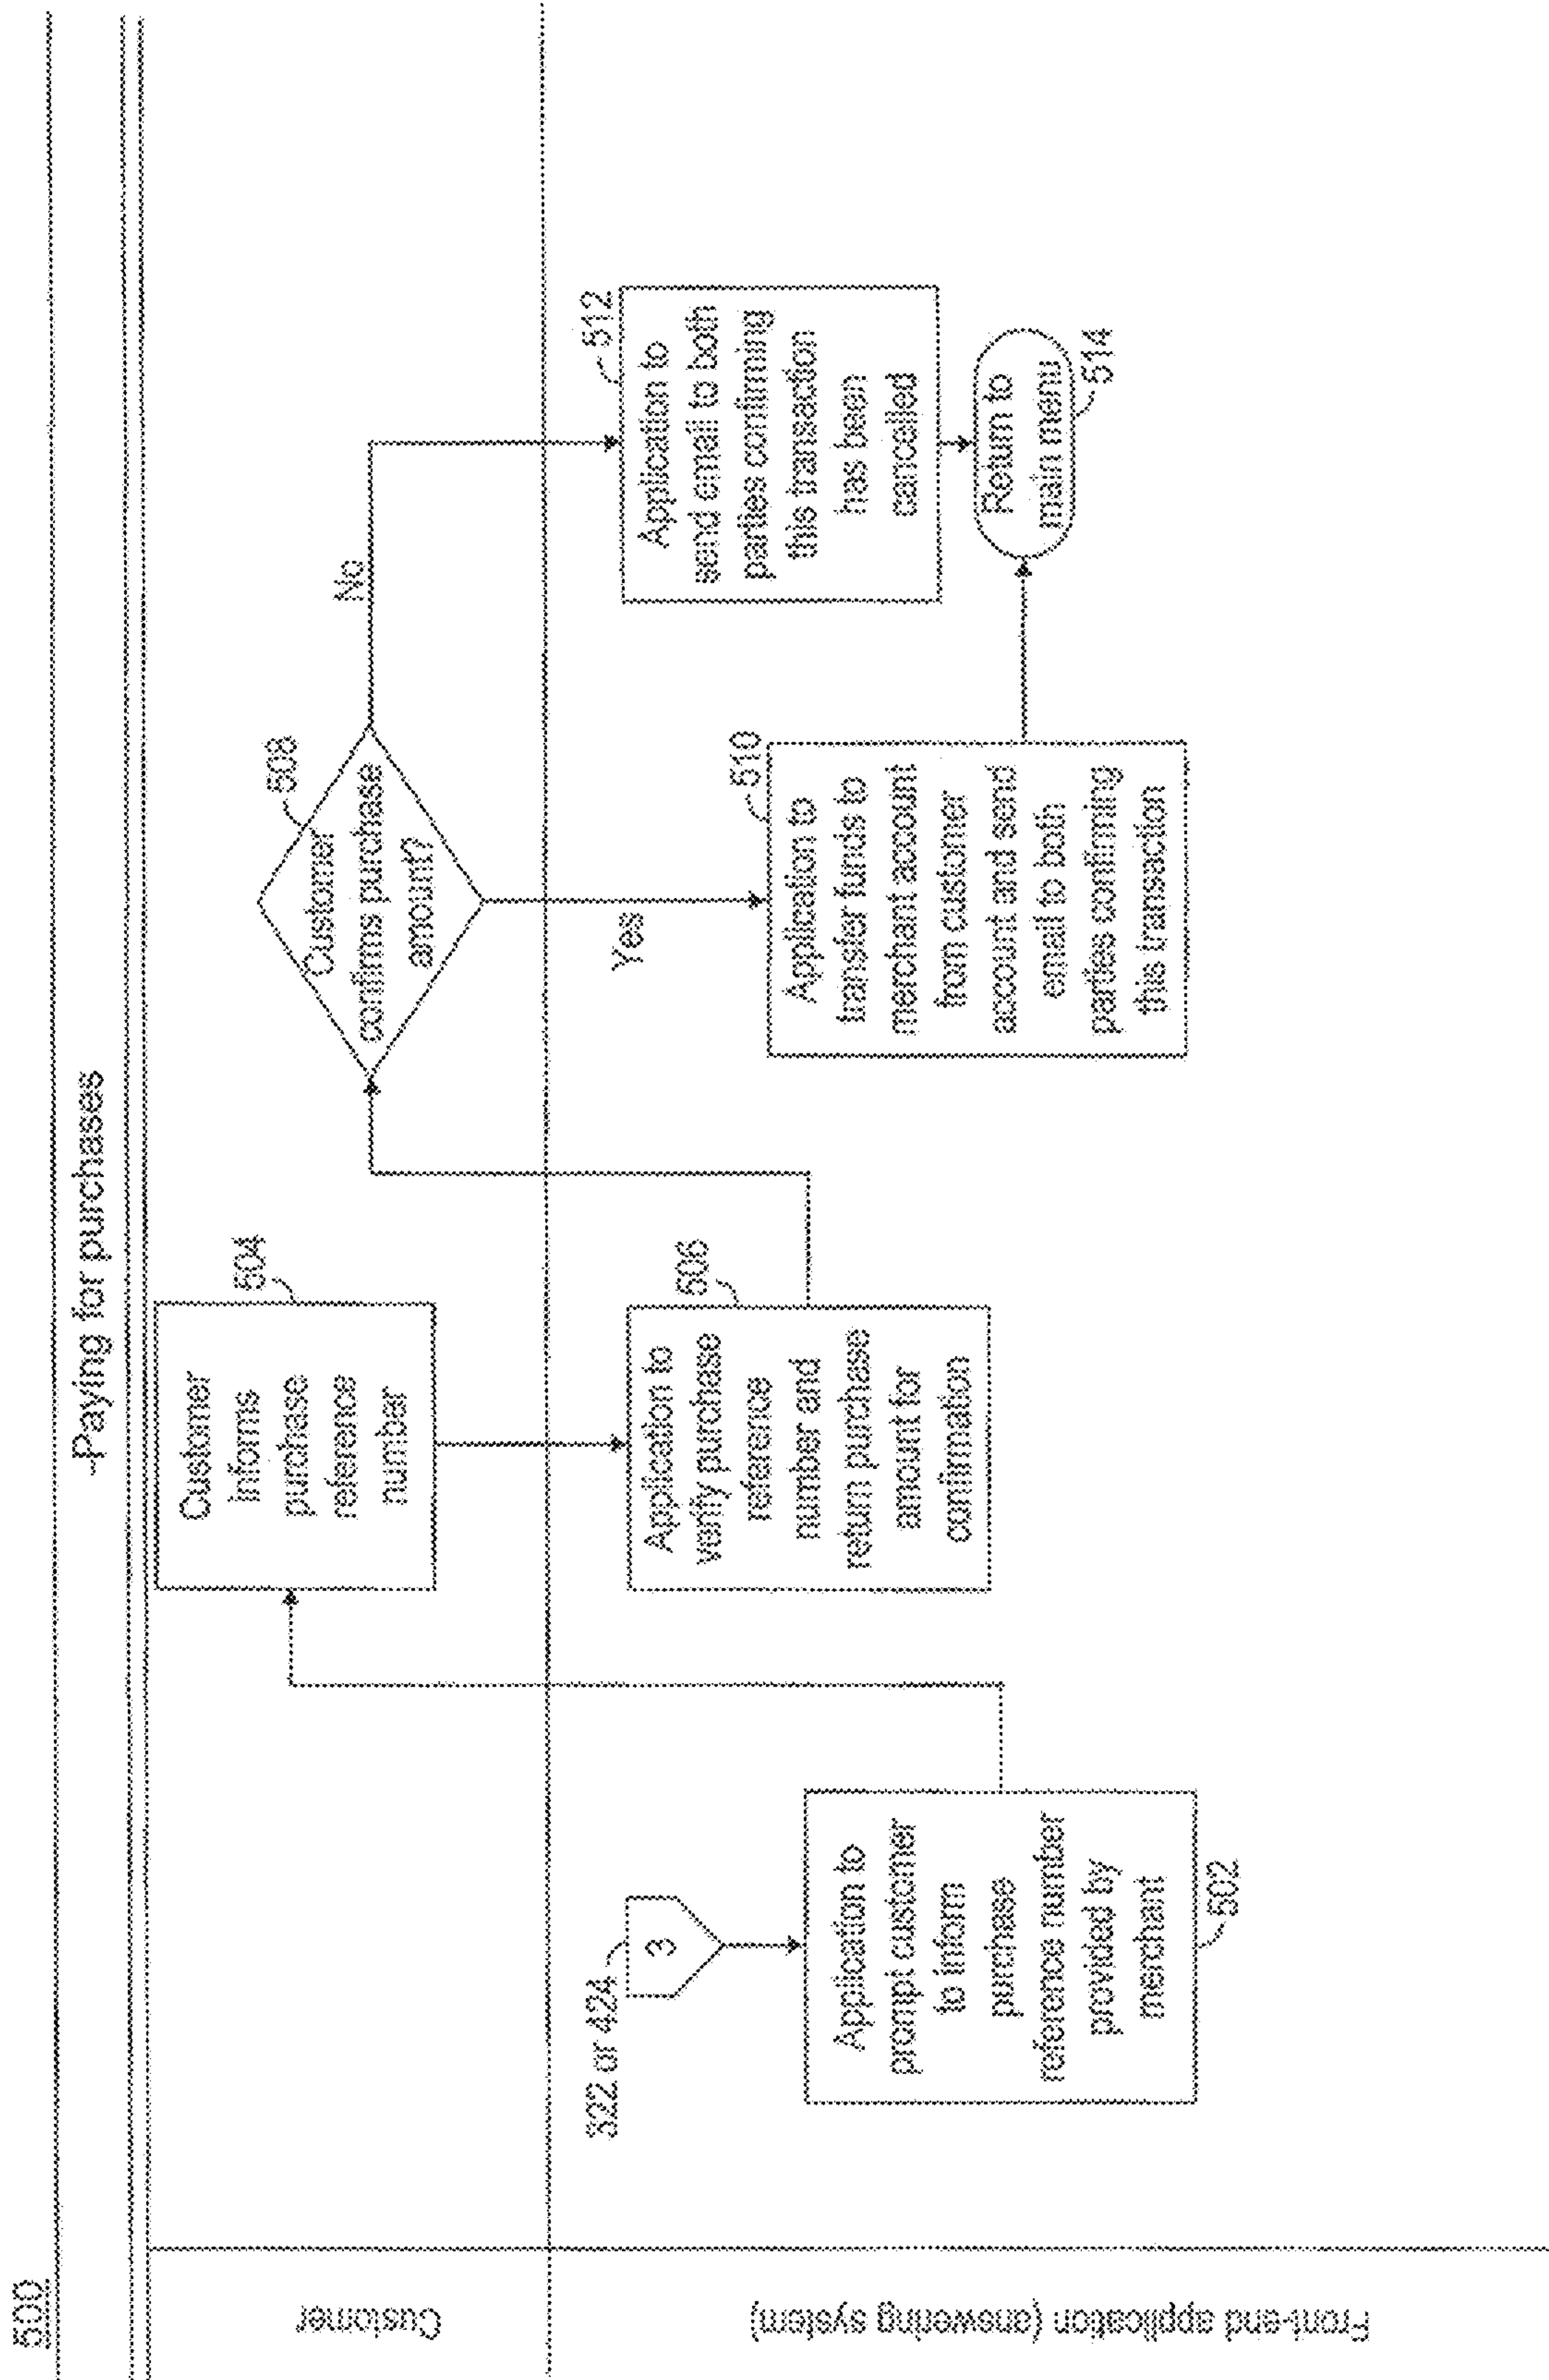 500
Paying for purchases
Customer
Customer
informs
purchase
reference
number
504
508
Customer
confirms purchase
amount?
No
Yes
Front-end application (answering system)
322 or 424
3
Application to
prompt customer
to inform
purchase
reference number
provided by
merchant
502
506
Application to
verify purchase
reference
number and
return purchase
amount for
confirmation
510
Application to
transfer funds to
merchant account
from customer
account and send
email to both
parties confirming
this transaction
512
Application to
send email to both
parties confirming
this transaction
has been
cancelled
Return to
main menu
514